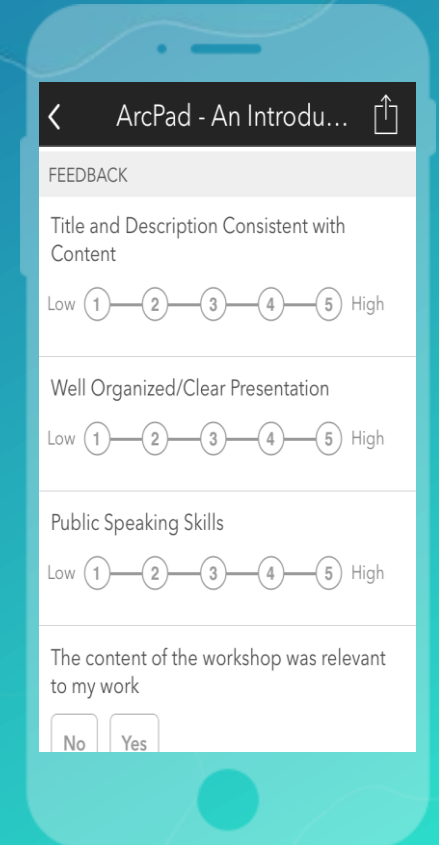 ArcPad - An Introdu...
FEEDBACK
Title and Description Consistent with
Content
Low 1 2 3 4 5 High
Well Organized/Clear Presentation
Low 1 2 3 4 5 High
Public Speaking Skills
Low 1 2 3 4 5 High
The content of the workshop was relevant
to my work
No Yes